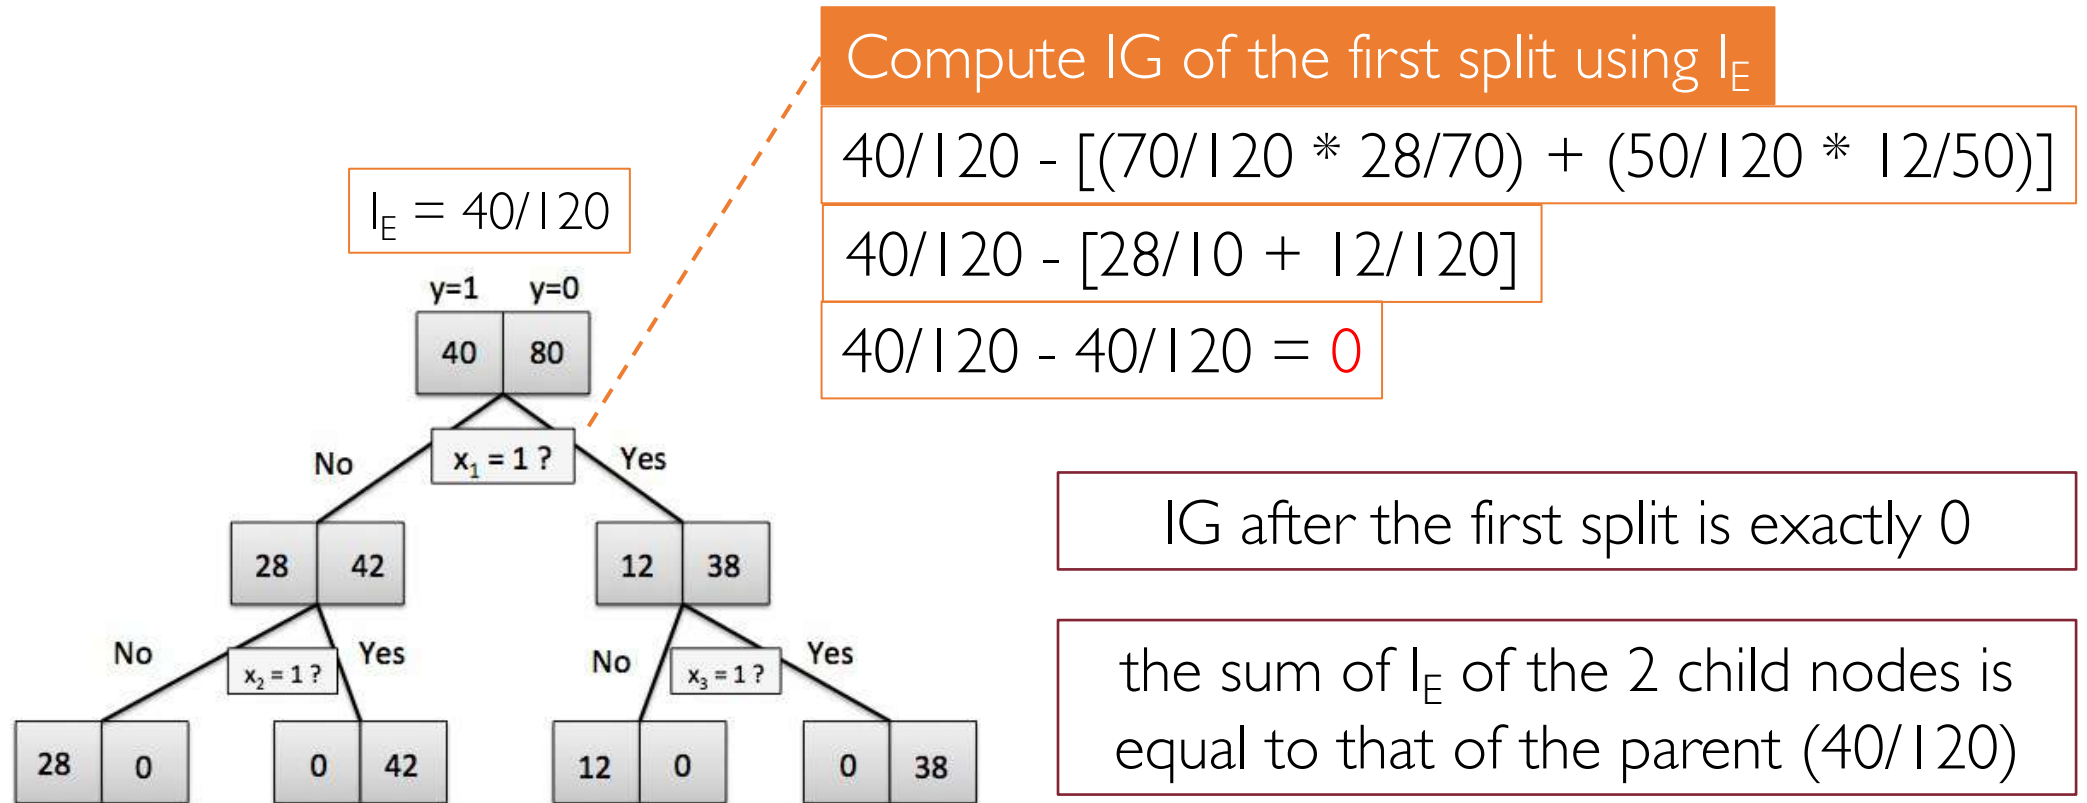 Compute IG of the first split using I_E
40/120 - [(70/120 * 28/70) + (50/120 * 12/50)]
40/120 - [28/10 + 12/120]
40/120 - 40/120 = 0
I_E = 40/120
y=1 y=0
40 80
x_1 = 1 ?
No Yes
28 42 12 38
No Yes No Yes
x_2 = 1 ? x_3 = 1 ?
28 0 0 42 12 0 0 38
IG after the first split is exactly 0
the sum of I_E of the 2 child nodes is
equal to that of the parent (40/120)